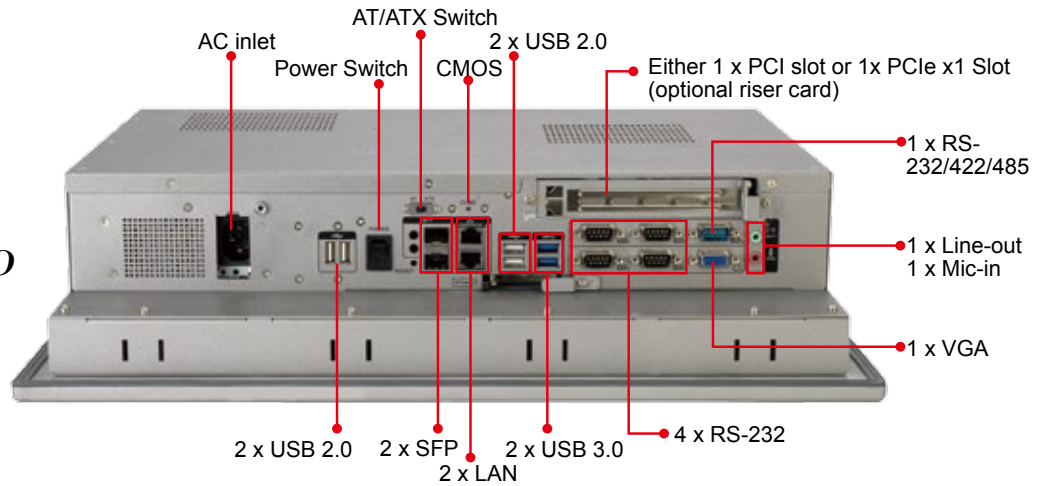 AT/ATX Switch
AC inlet
2 x USB 2.0
Power Switch
CMOS
Either 1 x PCI slot or 1x PCIe x1 Slot
(optional riser card)
1 x RS-
232/422/485
1 x Line-out
1 x Mic-in
1 x VGA
4 x RS-232
2 x USB 2.0
2 x SFP
2 x USB 3.0
2 x LAN